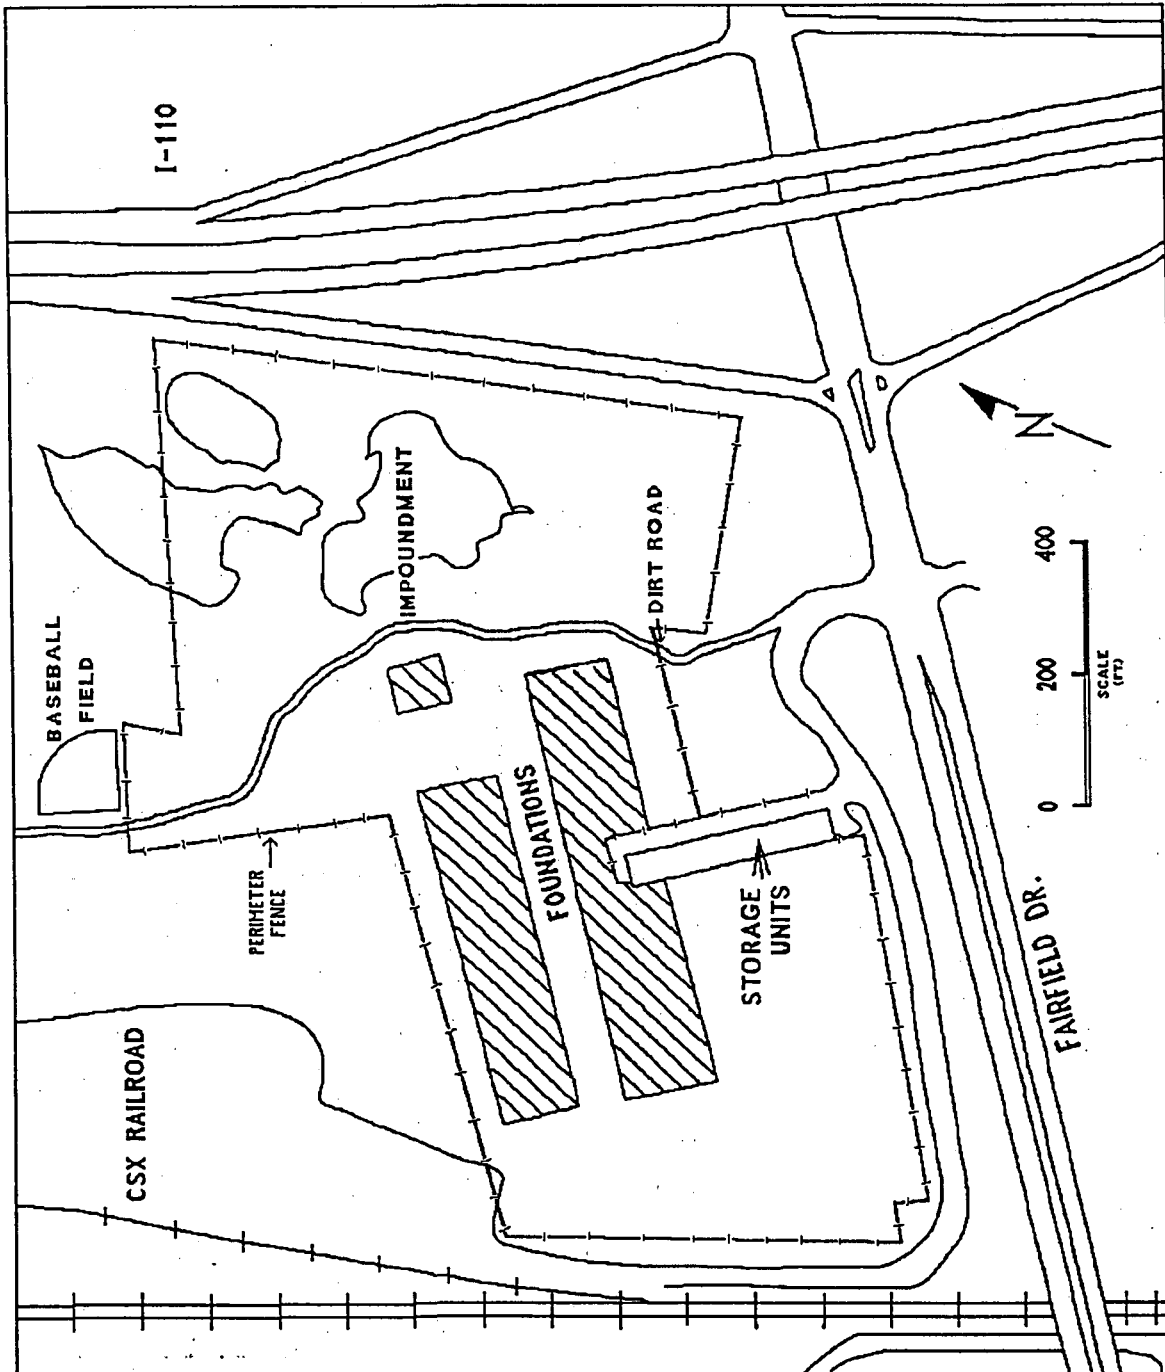 I-110
BASEBALL
FIELD
IMPOUNDMENT
DIRT ROAD
PERIMETER
FENCE
FOUNDATIONS
STORAGE
UNITS
CSX RAILROAD
FAIRFIELD DR.
N
0 200 400
SCALE
(FT.)